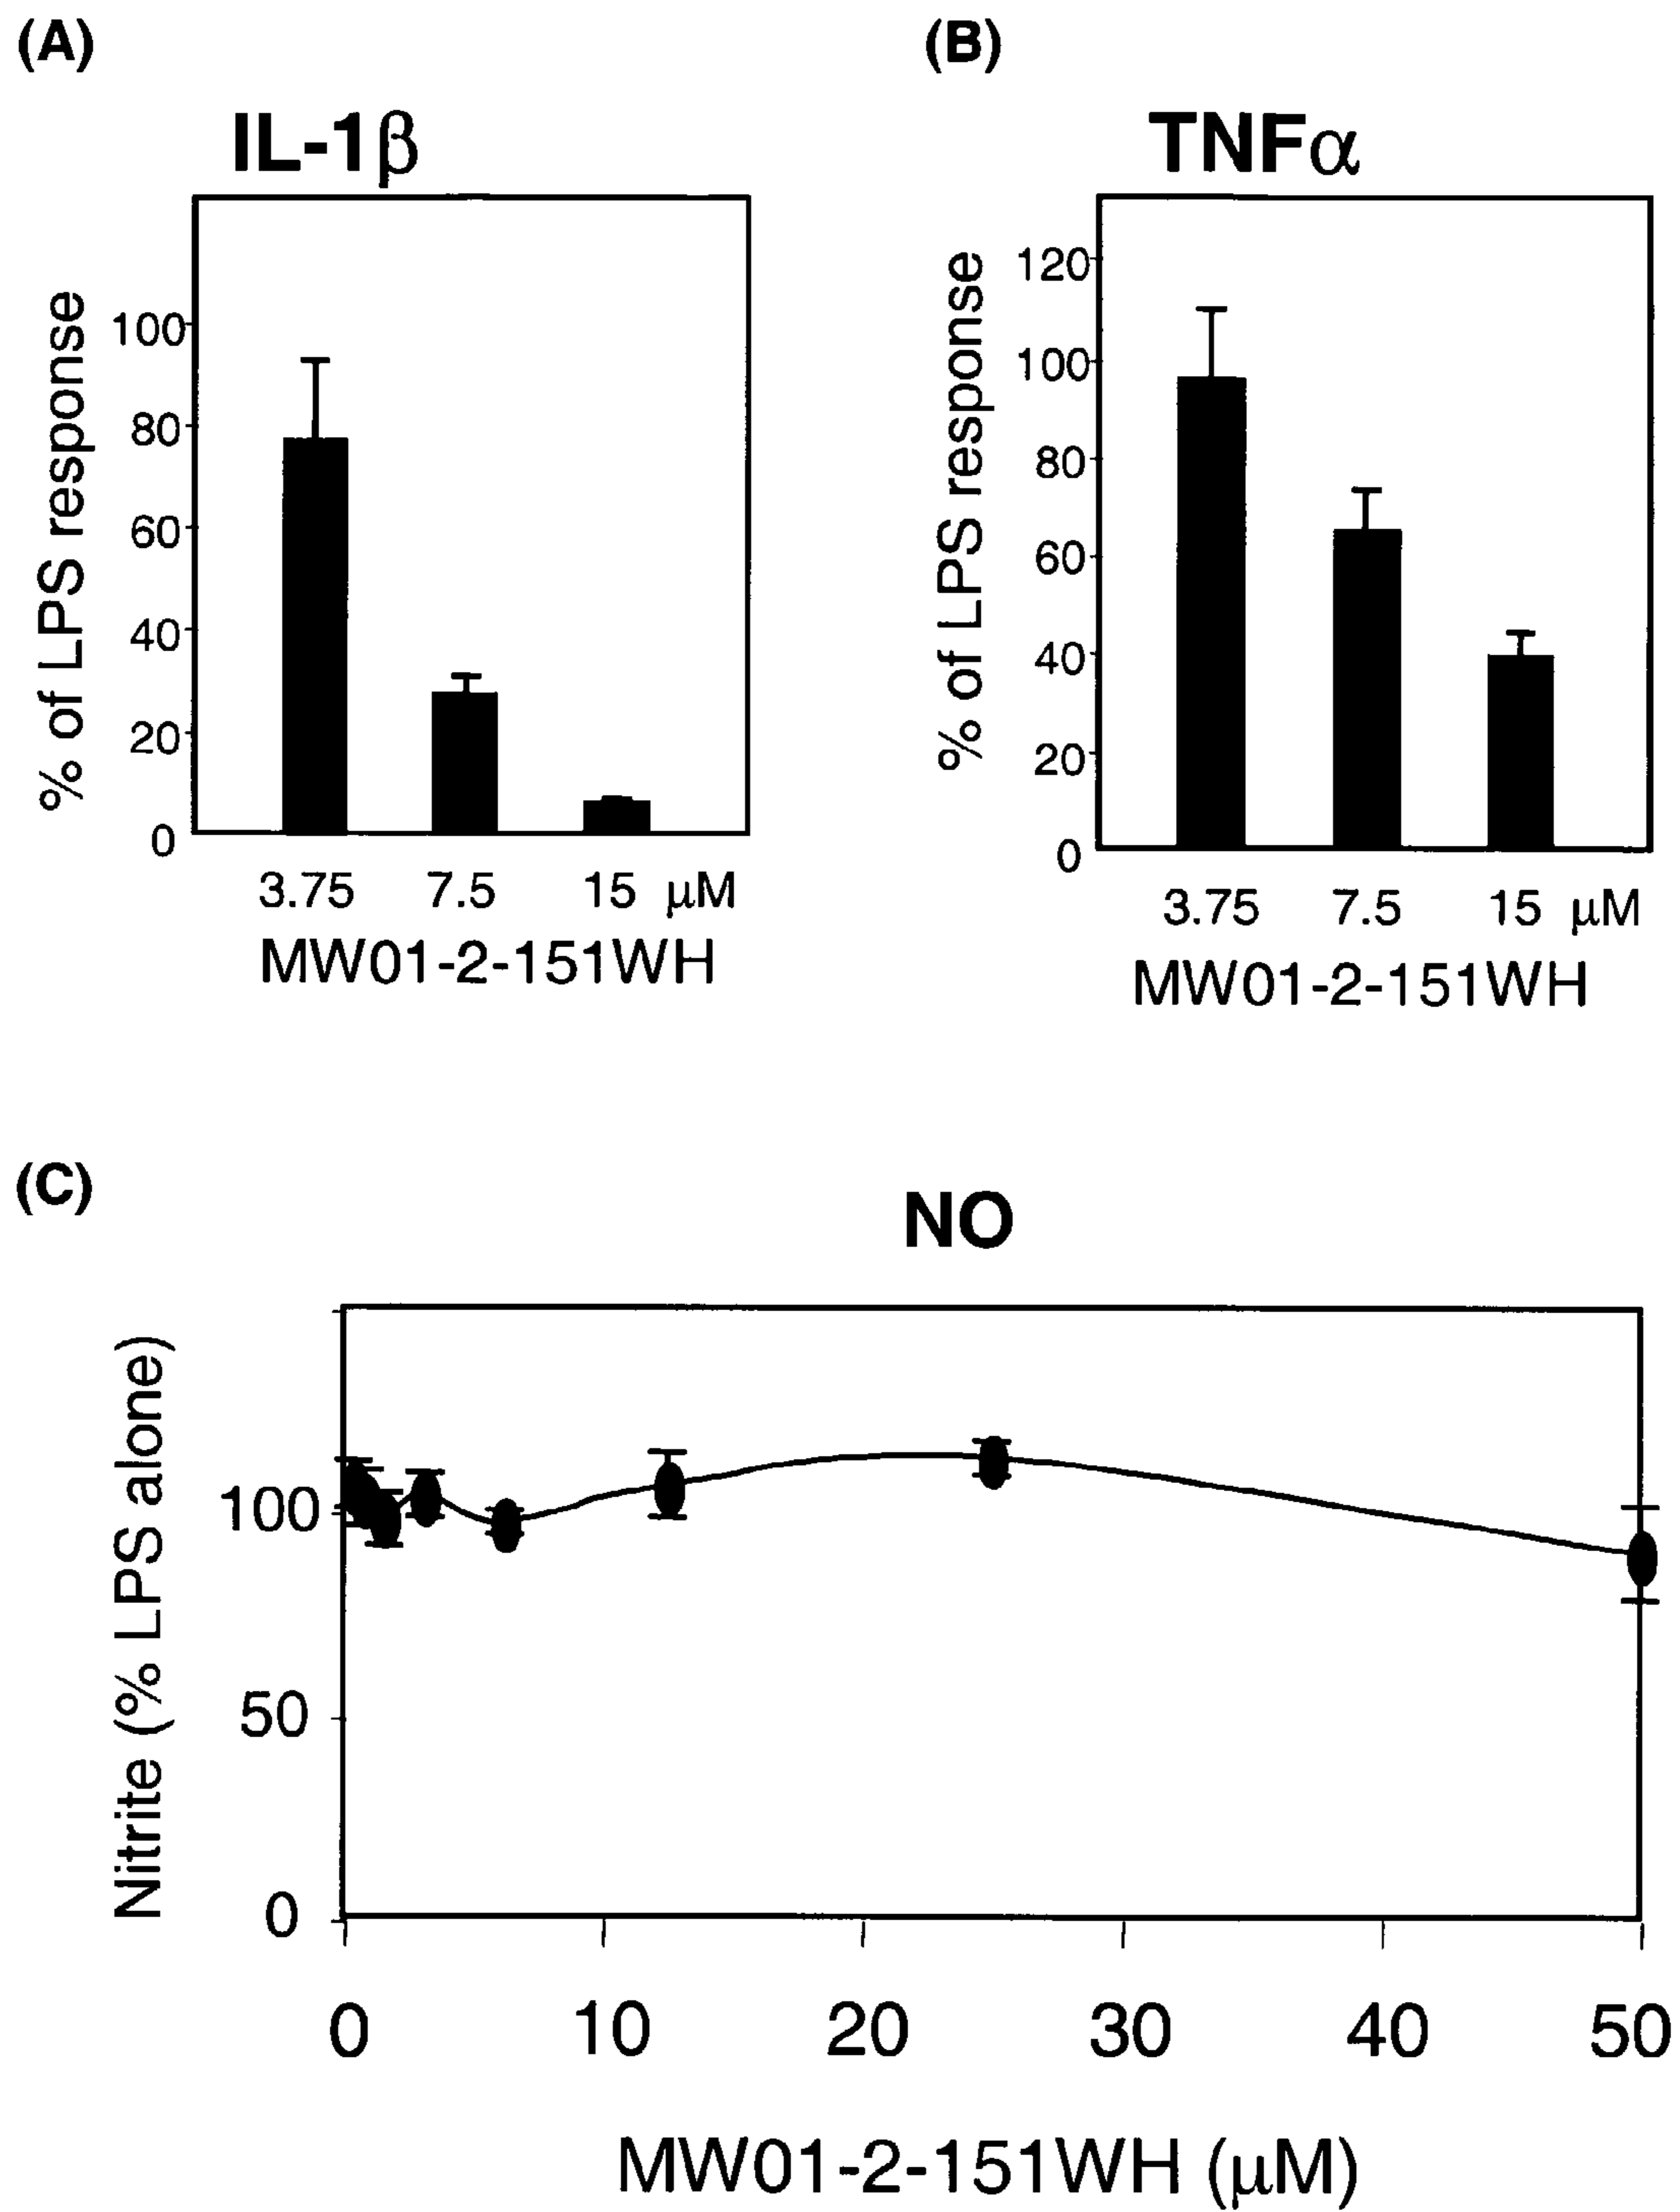 (A)
IL-1β
% of LPS response
100
80
60
40
20
0
3.75 7.5 15 μM
MW01-2-151WH
(B)
TNFα
% of LPS response
120
100
80
60
40
20
0
3.75 7.5 15 μM
MW01-2-151WH
(C)
NO
Nitrite (% LPS alone)
100
50
0
0 10 20 30 40 50
MW01-2-151WH (μM)